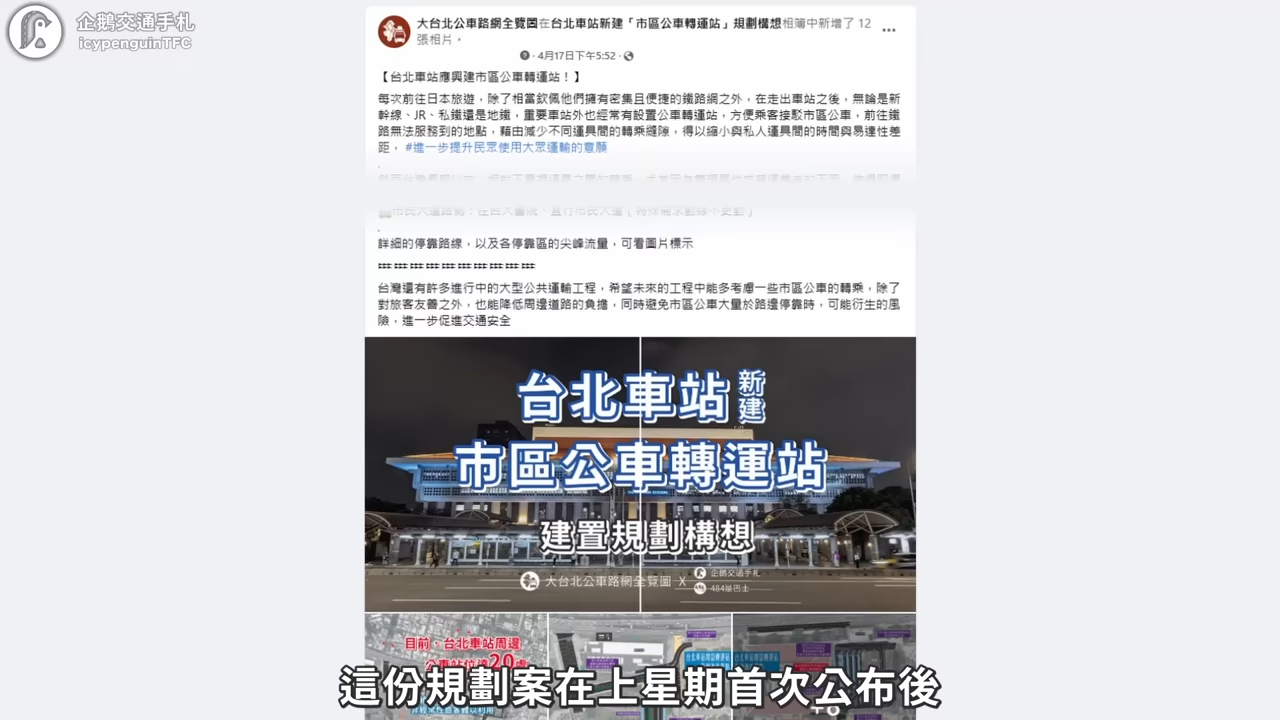 企鵝交通手札
icypenguinTFC
大台北公車路網全覽圖在台北車站新建「市區公車轉運站」規劃構想相簿中新增了 12
張相片。
· 4月17日下午5:52 ·
【台北車站應興建市區公車轉運站！】
每次前往日本旅遊，除了相當欽佩他們擁有密集且便捷的鐵路網之外，在走出車站之後，無論是新
幹線、JR、私鐵還是地鐵，重要車站外也經常有設置公車轉運站，方便乘客接駁市區公車，前往鐵
路無法服務到的地點，藉由減少不同運具間的轉乘縫隙，得以縮小與私人運具間的時間與易達性差
距， #進一步提升民眾使用大眾運輸的意願
.
.
詳細的停靠路線，以及各停靠區的尖峰流量，可看圖片標示
台灣還有許多進行中的大型公共運輸工程，希望未來的工程中能多考慮一些市區公車的轉乘，除了
對旅客友善之外，也能降低周邊道路的負擔，同時避免市區公車大量於路邊停靠時，可能衍生的風
險，進一步促進交通安全
台北車站新建
市區公車轉運站
建置規劃構想
大台北公車路網全覽圖 X 企鵝交通手札
484是巴士
目前，台北車站周邊
公車站位達20處
這份規劃案在上星期首次公布後